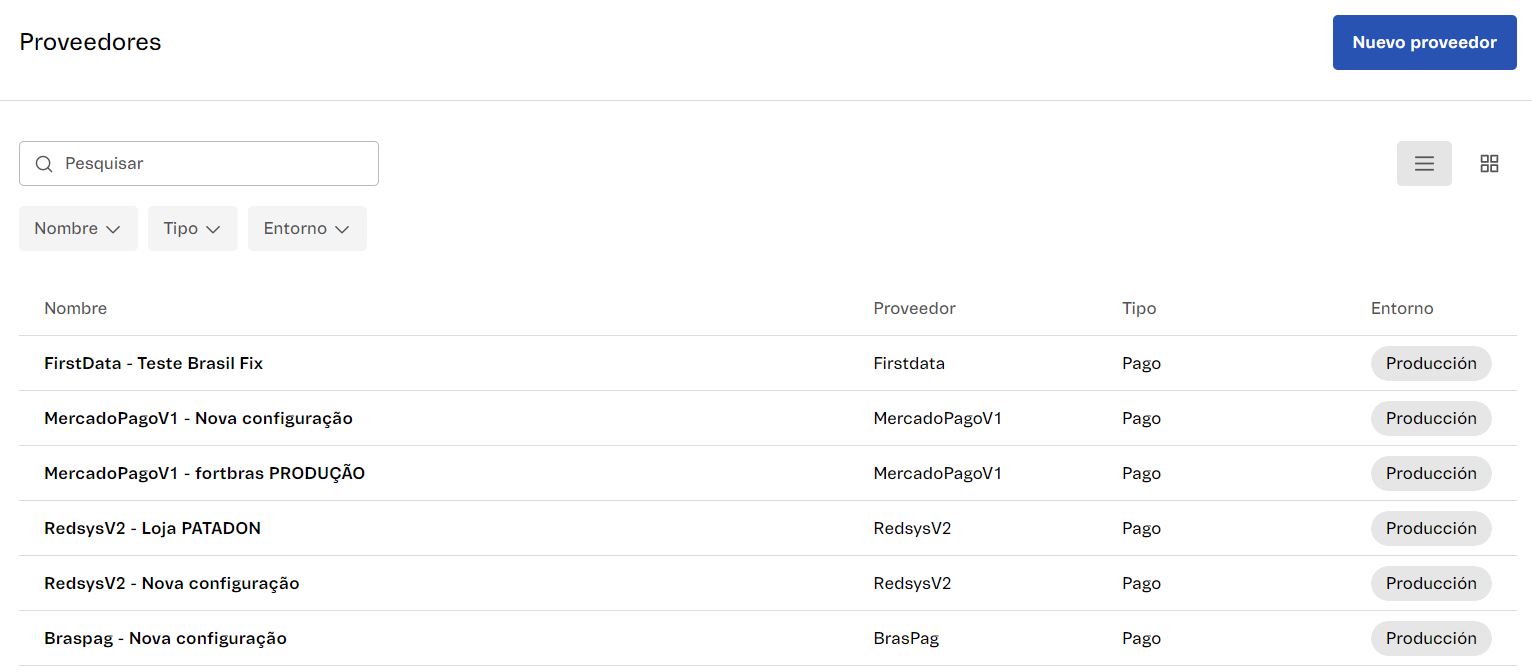 Proveedores
Nuevo proveedor
Pesquisar
Nombre Tipo Entorno
Nombre Proveedor Tipo Entorno
FirstData - Teste Brasil Fix Firstdata Pago Producción
MercadoPagoV1 - Nova configuração MercadoPagoV1 Pago Producción
MercadoPagoV1 - fortbras PRODUÇÃO MercadoPagoV1 Pago Producción
RedsysV2 - Loja PATADON RedsysV2 Pago Producción
RedsysV2 - Nova configuração RedsysV2 Pago Producción
Braspag - Nova configuração BrasPag Pago Producción